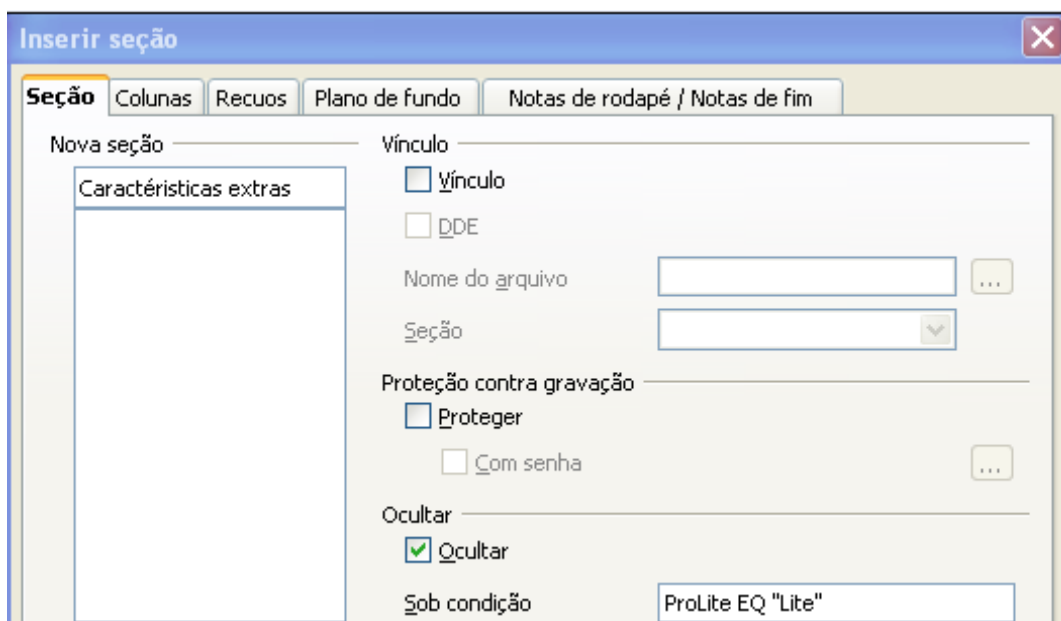 Inserir seção
Seção Colunas Recuos Plano de fundo Notas de rodapé / Notas de fim
Nova seção
Caractéristicas extras
Vínculo
Vínculo
DDE
Nome do arquivo ...
Seção
Proteção contra gravação
Proteger
Com senha ...
Ocultar
Ocultar
Sob condição ProLite EQ "Lite"